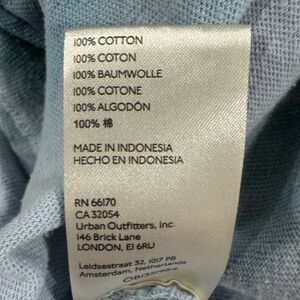 100% COTTON
100% COTON
100% BAUMWOLLE
100% COTONE
100% ALGODÓN
100% 棉
MADE IN INDONESIA
HECHO EN INDONESIA
RN 66170
CA 32054
Urban Outfitters, Inc.
146 Brick Lane
LONDON, E1 6RU
Leidsestraat 32, 1017 PB
Amsterdam, Netherlands